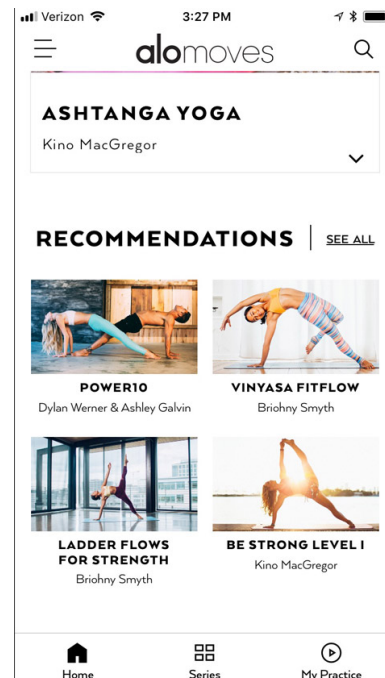 Verizon 3:27 PM
alomoves
ASHTANGA YOGA
Kino MacGregor
RECOMMENDATIONS SEE ALL
POWER10 VINYASA FITFLOW
Dylan Werner & Ashley Galvin Briohny Smyth
LADDER FLOWS BE STRONG LEVEL I
FOR STRENGTH Kino MacGregor
Briohny Smyth
Home Series My Practice